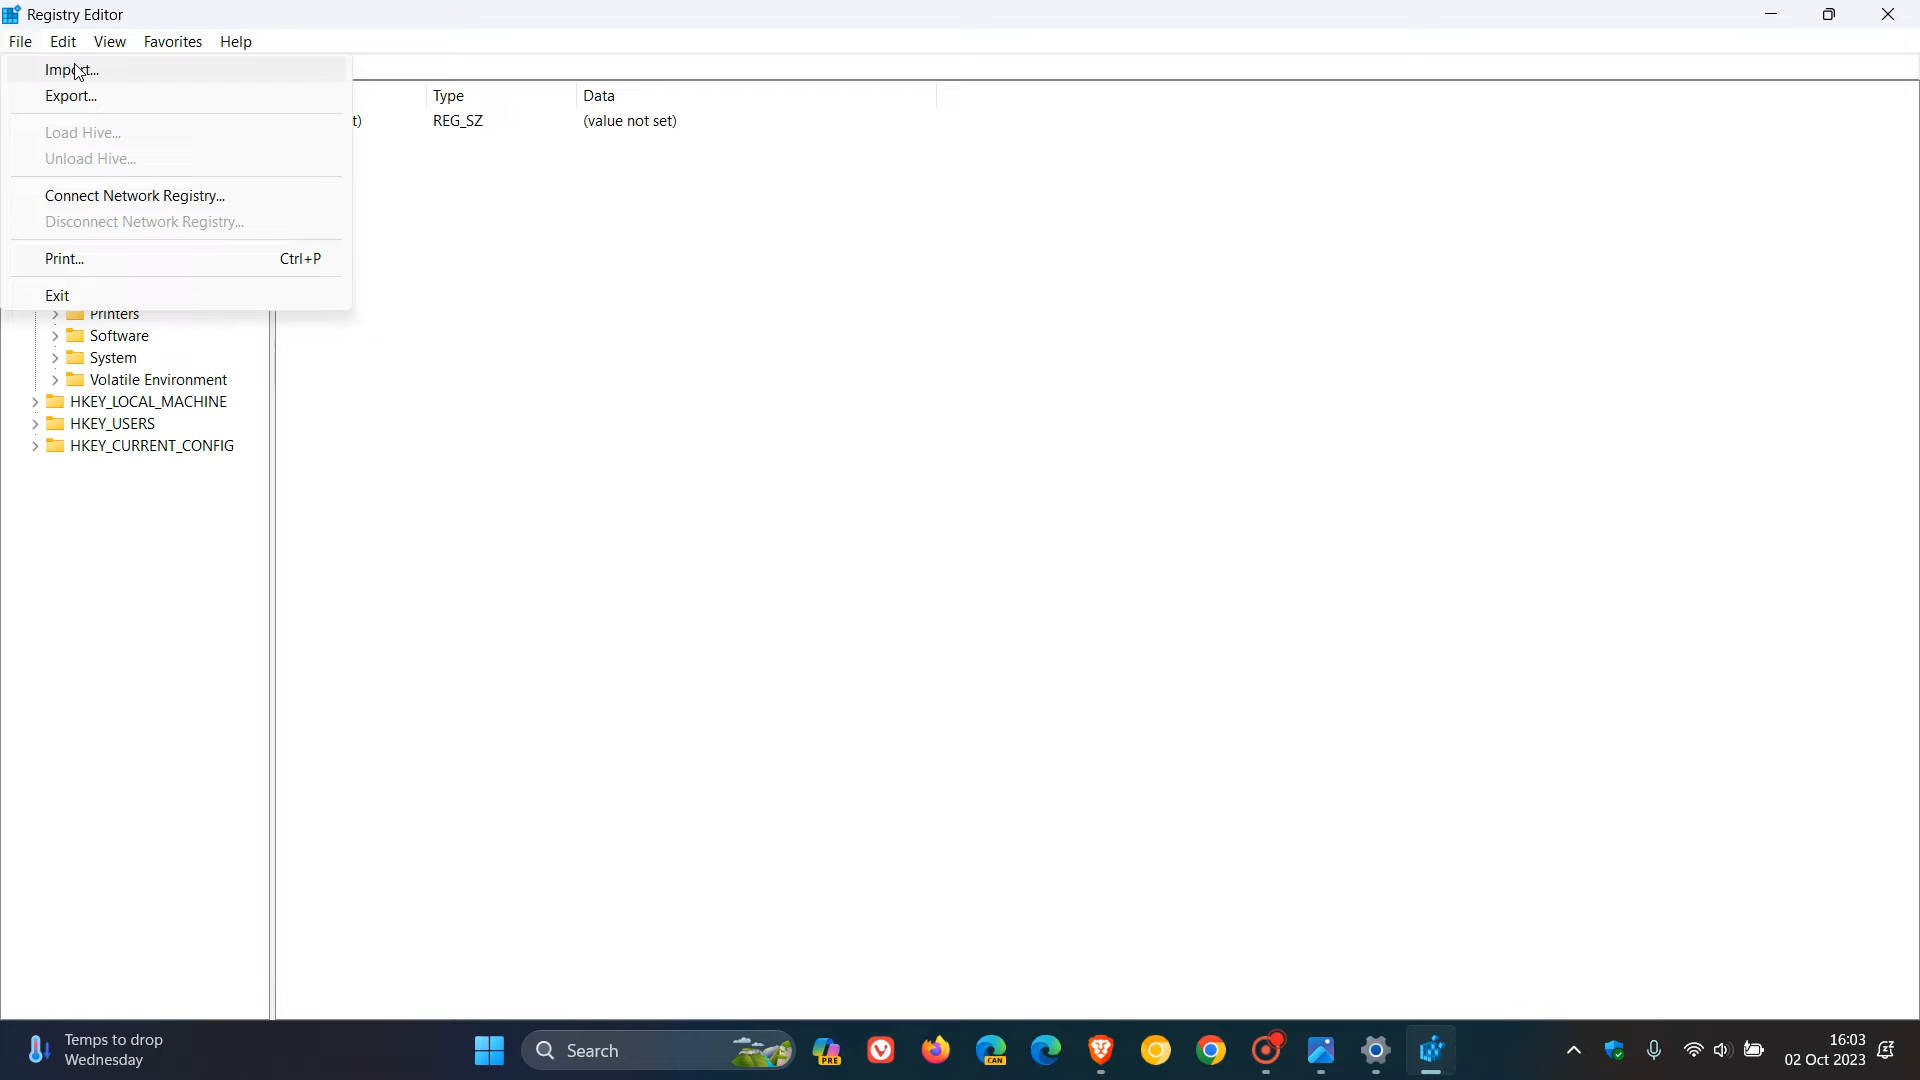 Registry Editor
File Edit View Favorites Help
Import...
Export...
Load Hive...
Unload Hive...
Connect Network Registry...
Disconnect Network Registry...
Print... Ctrl+P
Exit
Type Data
t) REG_SZ (value not set)
Printers
Software
System
Volatile Environment
HKEY_LOCAL_MACHINE
HKEY_USERS
HKEY_CURRENT_CONFIG
Temps to drop
Wednesday
Search
PRE
CAN
16:03
02 Oct 2023